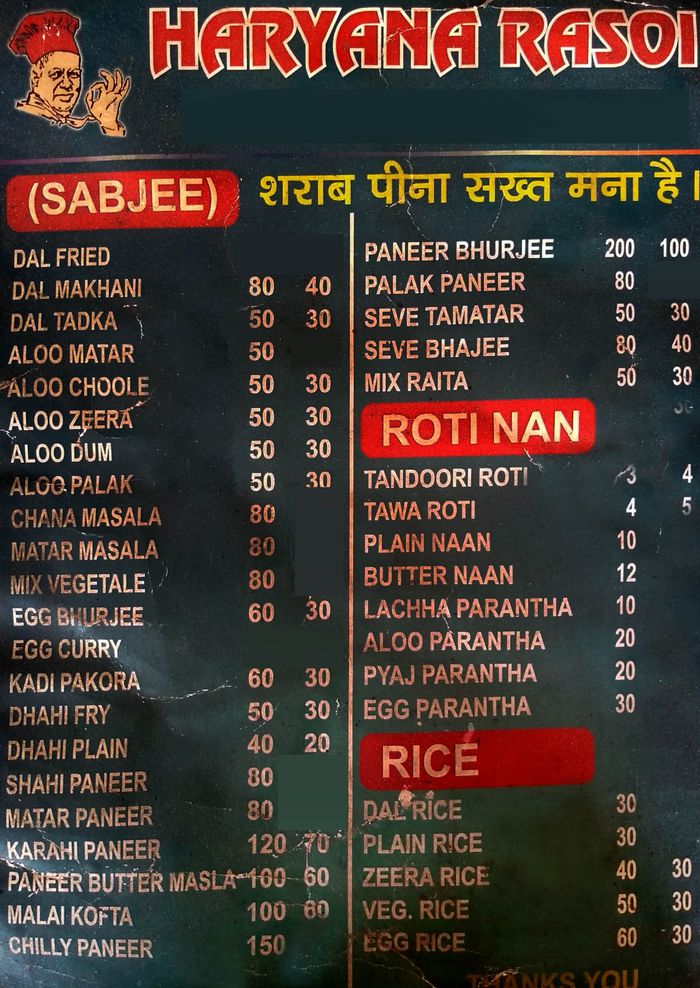 HARYANA RASOI
(SABJEE)
शराब पीना सख्त मना है।
DAL FRIED
DAL MAKHANI 80 40
DAL TADKA 50 30
ALOO MATAR 50
ALOO CHOOLE 50 30
ALOO ZEERA 50 30
ALOO DUM 50 30
ALOO PALAK 50 30
CHANA MASALA 80
MATAR MASALA 80
MIX VEGETALE 80
EGG BHURJEE 60 30
EGG CURRY
KADI PAKORA 60 30
DHAHI FRY 50 30
DHAHI PLAIN 40 20
SHAHI PANEER 80
MATAR PANEER 80
KARAHI PANEER 120 70
PANEER BUTTER MASLA 100 60
MALAI KOFTA 100 60
CHILLY PANEER 150
PANEER BHURJEE 200 100
PALAK PANEER 80
SEVE TAMATAR 50 30
SEVE BHAJEE 80 40
MIX RAITA 50 30
ROTI NAN
TANDOORI ROTI 3 4
TAWA ROTI 4 5
PLAIN NAAN 10
BUTTER NAAN 12
LACHHA PARANTHA 10
ALOO PARANTHA 20
PYAJ PARANTHA 20
EGG PARANTHA 30
RICE
DAL RICE 30
PLAIN RICE 30
ZEERA RICE 40 30
VEG. RICE 50 30
EGG RICE 60 30
THANKS YOU